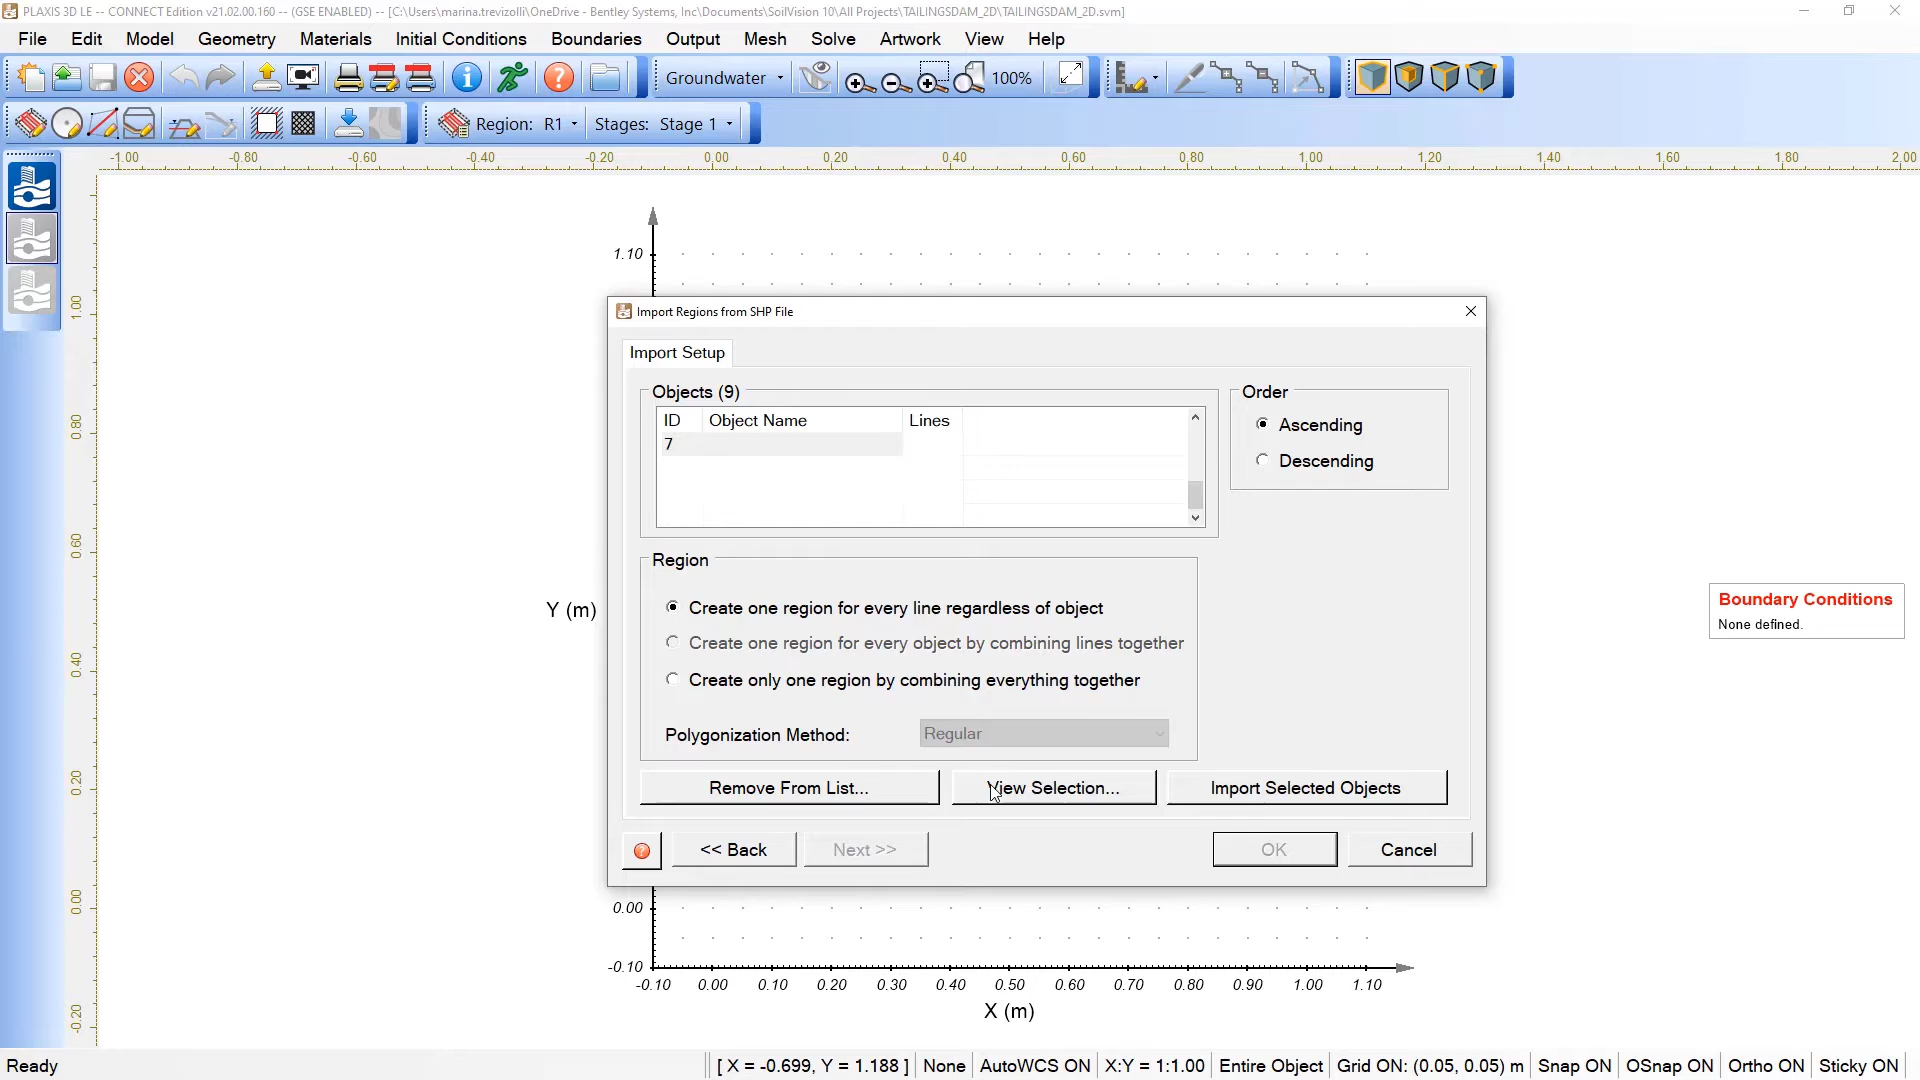 PLAXIS 3D LE -- CONNECT Edition v21.02.00.160 -- (GSE ENABLED) -- [C:\Users\marina.trevizolli\OneDrive - Bentley Systems, Inc\Documents\SoilVision 10\All Projects\TAILINGSDAM_2D\TAILINGSDAM_2D.svm]
File Edit Model Geometry Materials Initial Conditions Boundaries Output Mesh Solve Artwork View Help
Groundwater 100%
Region: R1 Stages: Stage 1
-1.00 -0.80 -0.60 -0.40 -0.20 0.00 0.20 0.40 0.60 0.80 1.00 1.20 1.40 1.60 1.80 2.00
1.00
0.80
0.60
0.40
0.20
0.00
-0.20
1.10
Y (m)
Import Regions from SHP File
Import Setup
Objects (9)
ID Object Name Lines
7
Order
Ascending
Descending
Region
Create one region for every line regardless of object
Create one region for every object by combining lines together
Create only one region by combining everything together
Polygonization Method: Regular
Remove From List... View Selection... Import Selected Objects
<< Back Next >> OK Cancel
Boundary Conditions
None defined.
0.00
-0.10
-0.10 0.00 0.10 0.20 0.30 0.40 0.50 0.60 0.70 0.80 0.90 1.00 1.10
X (m)
Ready [ X = -0.699, Y = 1.188 ] None AutoWCS ON X:Y = 1:1.00 Entire Object Grid ON: (0.05, 0.05) m Snap ON OSnap ON Ortho ON Sticky ON